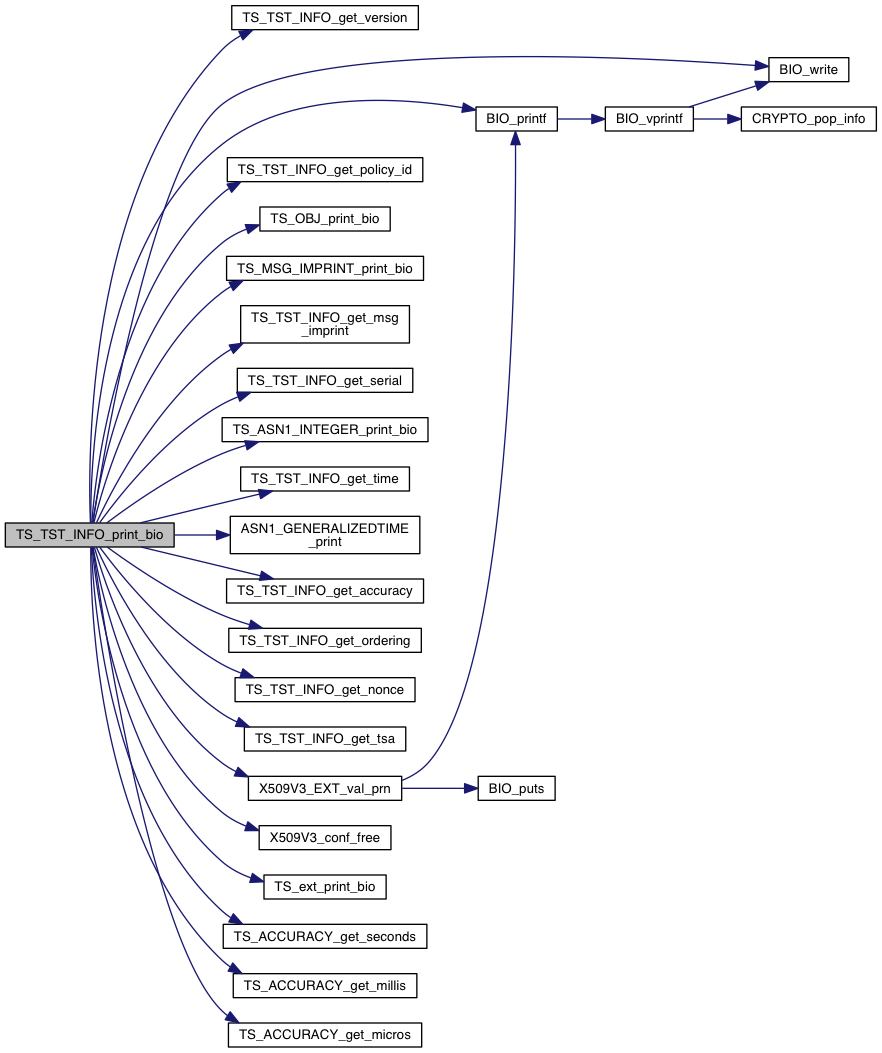 TS_TST_INFO_get_version
BIO_write
BIO_printf
BIO_vprintf
CRYPTO_pop_info
TS_TST_INFO_get_policy_id
TS_OBJ_print_bio
TS_MSG_IMPRINT_print_bio
TS_TST_INFO_get_msg
_imprint
TS_TST_INFO_get_serial
TS_ASN1_INTEGER_print_bio
TS_TST_INFO_get_time
TS_TST_INFO_print_bio
ASN1_GENERALIZEDTIME
_print
TS_TST_INFO_get_accuracy
TS_TST_INFO_get_ordering
TS_TST_INFO_get_nonce
TS_TST_INFO_get_tsa
X509V3_EXT_val_prn
BIO_puts
X509V3_conf_free
TS_ext_print_bio
TS_ACCURACY_get_seconds
TS_ACCURACY_get_millis
TS_ACCURACY_get_micros